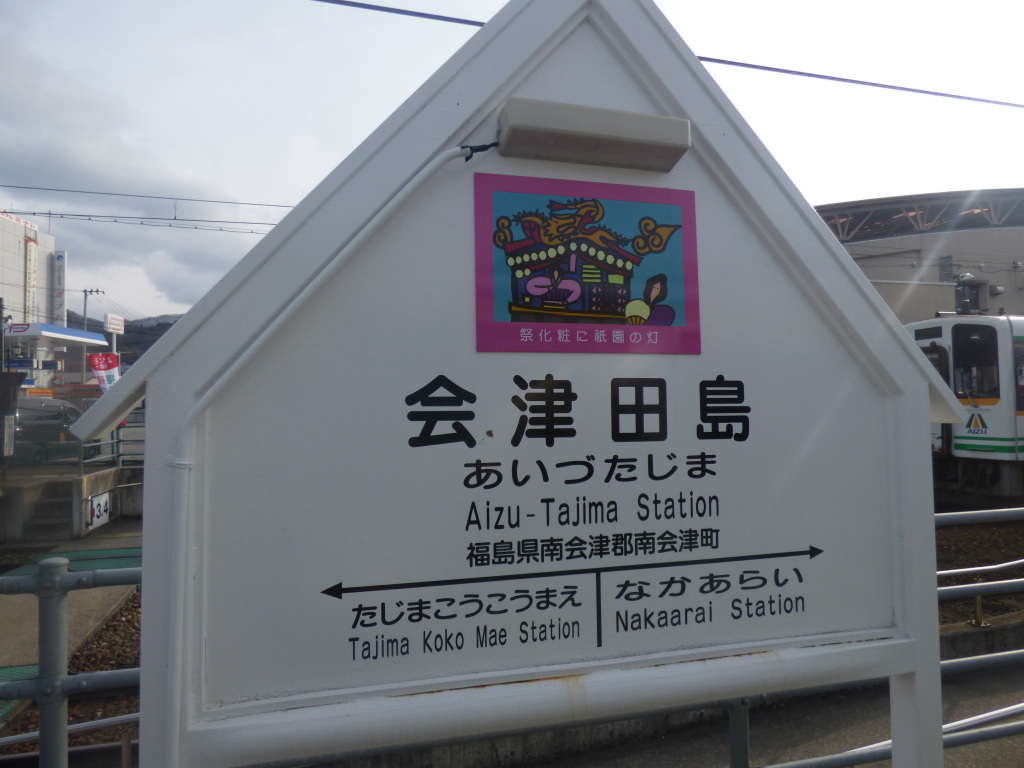 祭化粧に祇園の灯
会津田島
あいづたじま
Aizu-Tajima Station
福島県南会津郡南会津町
たじまこうこうまえ
Tajima Koko Mae Station
なかあらい
Nakaarai Station
AIZU
3.4